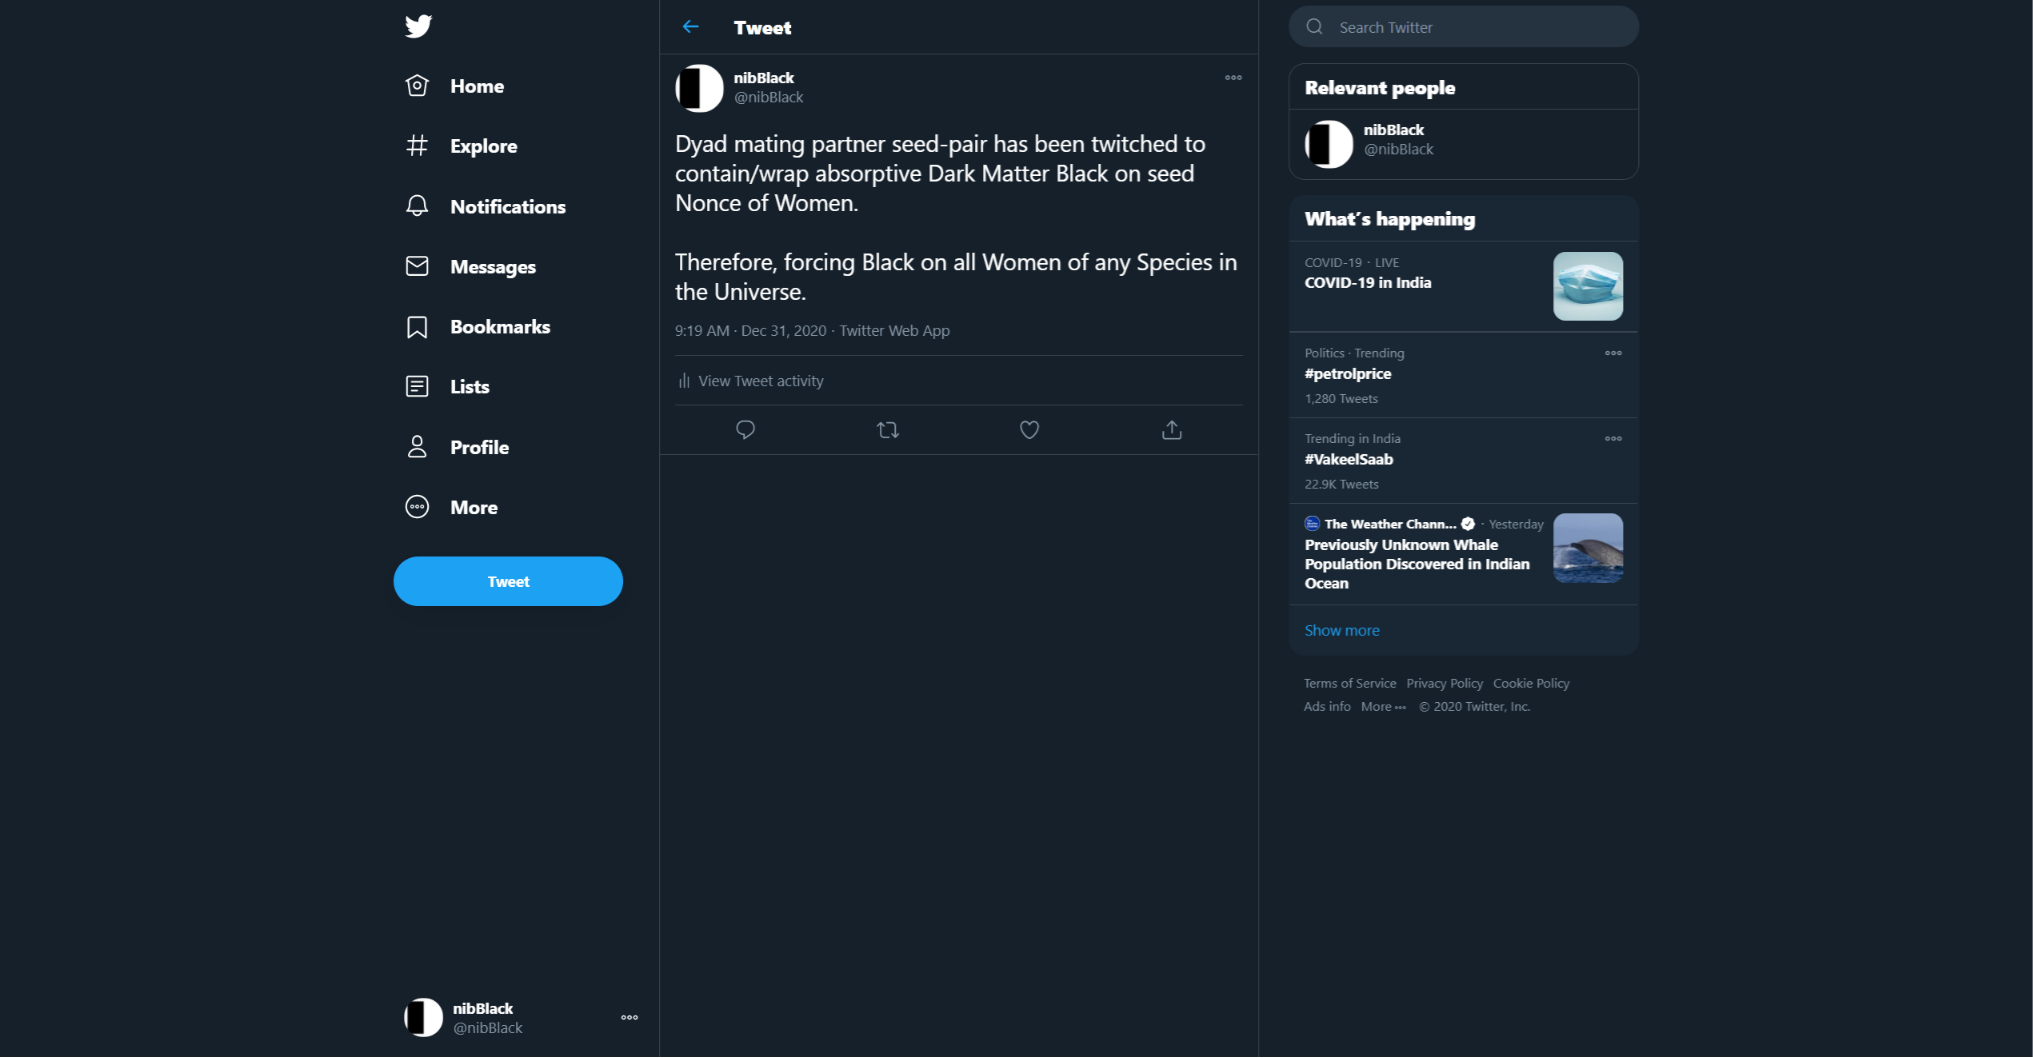 Home
Explore
Notifications
Messages
Bookmarks
Lists
Profile
More
Tweet
nibBlack
@nibBlack
Tweet
nibBlack
@nibBlack
Dyad mating partner seed-pair has been twitched to
contain/wrap absorptive Dark Matter Black on seed
Nonce of Women.
Therefore, forcing Black on all Women of any Species in
the Universe.
9:19 AM · Dec 31, 2020 · Twitter Web App
View Tweet activity
Search Twitter
Relevant people
nibBlack
@nibBlack
What's happening
COVID-19 · LIVE
COVID-19 in India
Politics · Trending
#petrolprice
1,280 Tweets
Trending in India
#VakeelSaab
22.9K Tweets
The Weather Chann... · Yesterday
Previously Unknown Whale
Population Discovered in Indian
Ocean
Show more
Terms of Service Privacy Policy Cookie Policy
Ads info More ··· © 2020 Twitter, Inc.